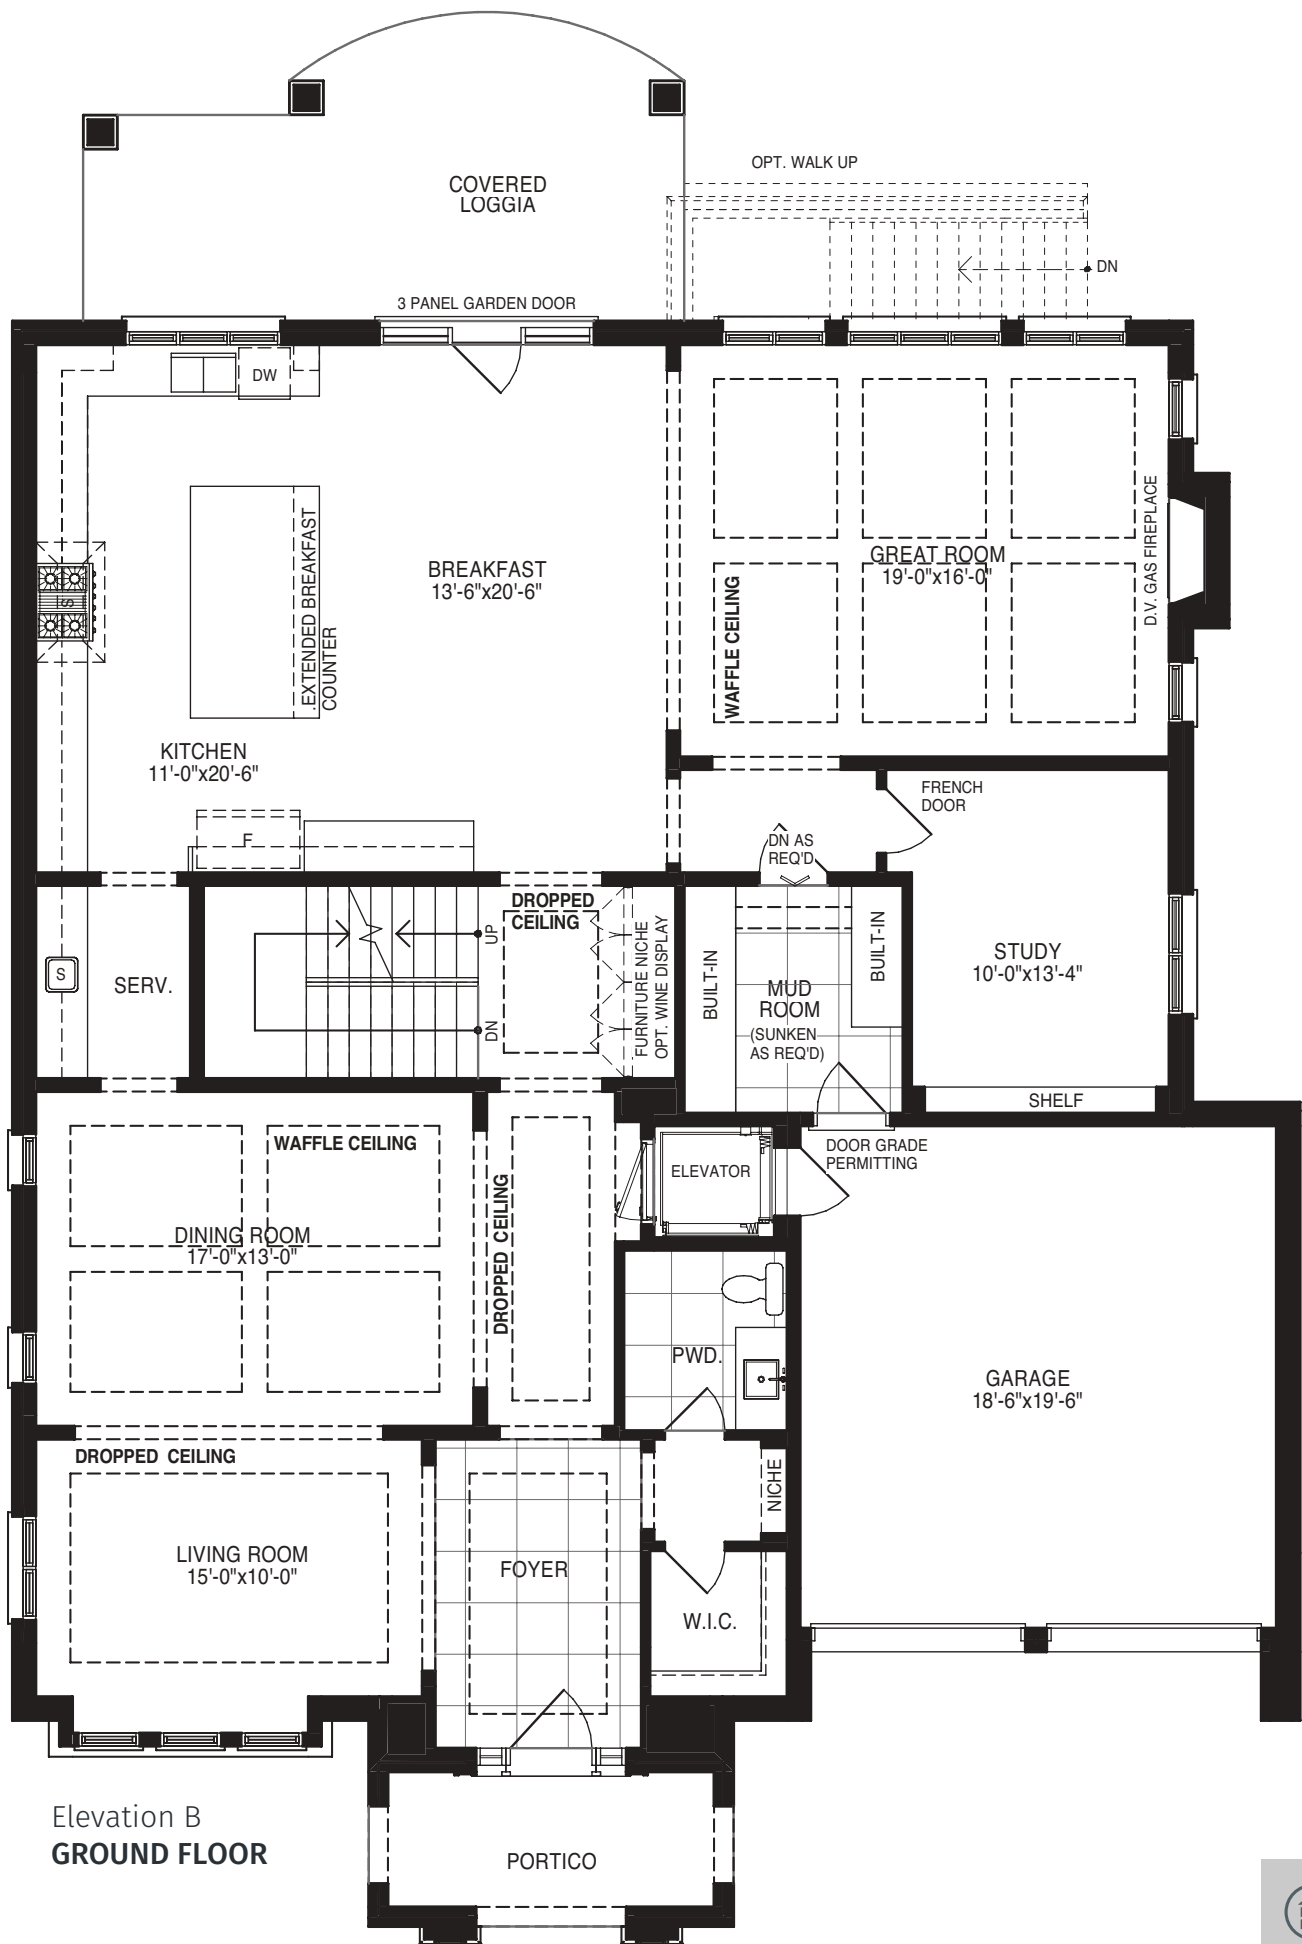 OPT. WALK UP
COVERED
LOGGIA
DN
3 PANEL GARDEN DOOR
DW
D.V. GAS FIREPLACE
GREAT ROOM
19'-0"x16'-0"
WAFFLE CEILING
BREAKFAST
13'-6"x20'-6"
S
.EXTENDED BREAKFAST
COUNTER
KITCHEN
11'-0"x20'-6"
F
FRENCH
DOOR
DN AS
REQ'D
DROPPED
CEILING
UP
DN
FURNITURE NICHE
OPT. WINE DISPLAY
BUILT-IN
BUILT-IN
MUD
ROOM
(SUNKEN
AS REQ'D)
STUDY
10'-0"x13'-4"
S
SERV.
SHELF
WAFFLE CEILING
DOOR GRADE
PERMITTING
ELEVATOR
DINING ROOM
17'-0"x13'-0"
DROPPED CEILING
PWD.
GARAGE
18'-6"x19'-6"
DROPPED CEILING
NICHE
LIVING ROOM
15'-0"x10'-0"
FOYER
W.I.C.
Elevation B
GROUND FLOOR
PORTICO